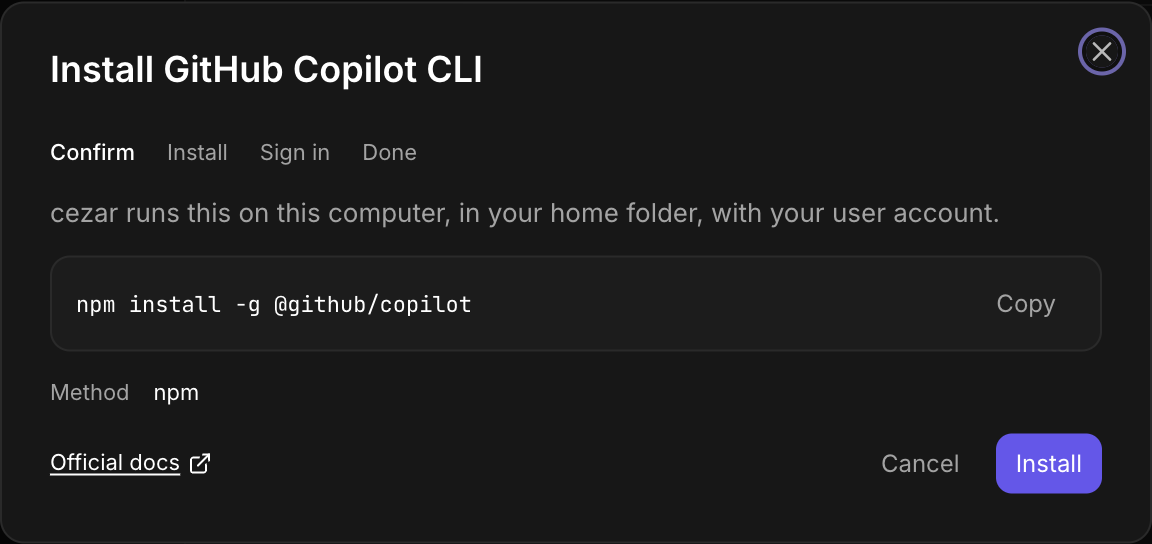 Install GitHub Copilot CLI
Confirm Install Sign in Done
cezar runs this on this computer, in your home folder, with your user account.
npm install -g @github/copilot Copy
Method npm
Official docs Cancel Install